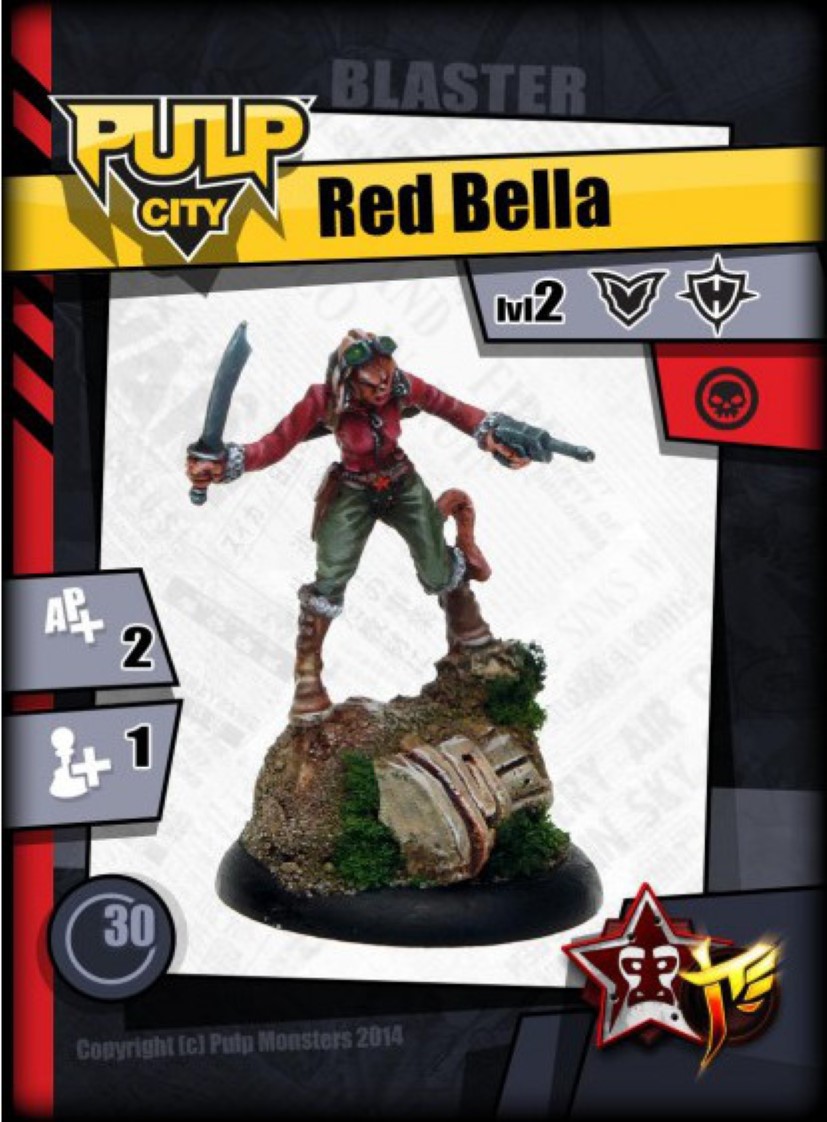 BLASTER
PULP
CITY
Red Bella
lvl2
AP+
2
+ 1
30
Copyright (c) Pulp Monsters 2014